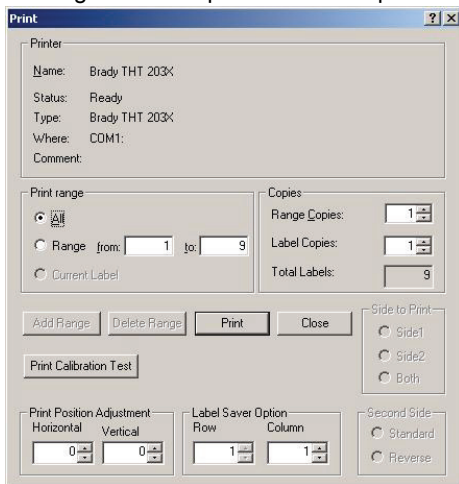 Print
Printer
Name: Brady THT 203X
Status: Ready
Type: Brady THT 203X
Where: COM1:
Comment:
Print range
All
Range from: 1 to: 9
Current Label
Copies
Range Copies: 1
Label Copies: 1
Total Labels: 9
Add Range Delete Range Print Close
Print Calibration Test
Side to Print
Side1
Side2
Both
Print Position Adjustment
Horizontal Vertical
0 0
Label Saver Option
Row Column
1 1
Second Side
Standard
Reverse